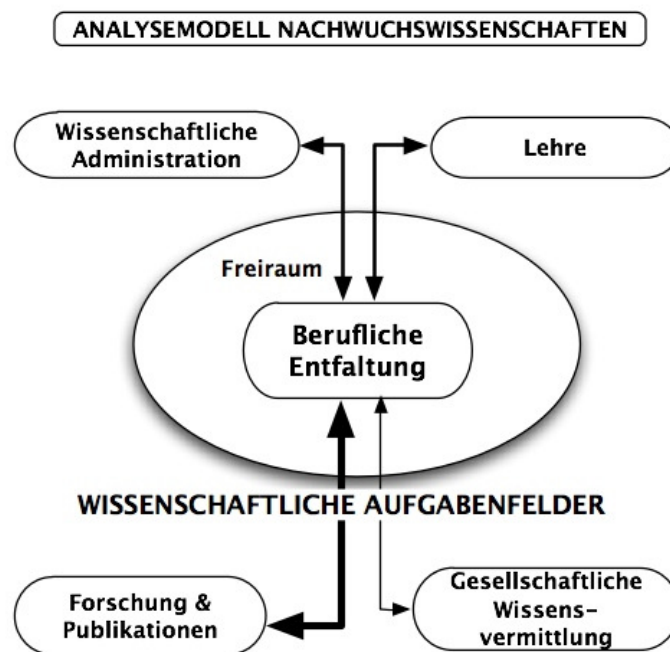 ANALYSEMODELL NACHWUCHSWISSENSCHAFTEN
Wissenschaftliche
Administration
Lehre
Freiraum
Berufliche
Entfaltung
WISSENSCHAFTLICHE AUFGABENFELDER
Forschung &
Publikationen
Gesellschaftliche
Wissens-
vermittlung